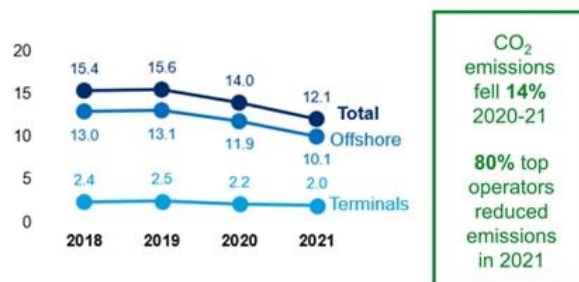 20
15
10
5
0
15.4 15.6 14.0 12.1
Total
Offshore
13.0 13.1 11.9 10.1
2.4 2.5 2.2 2.0
Terminals
2018 2019 2020 2021
CO₂
emissions
fell 14%
2020-21
80% top
operators
reduced
emissions
in 2021